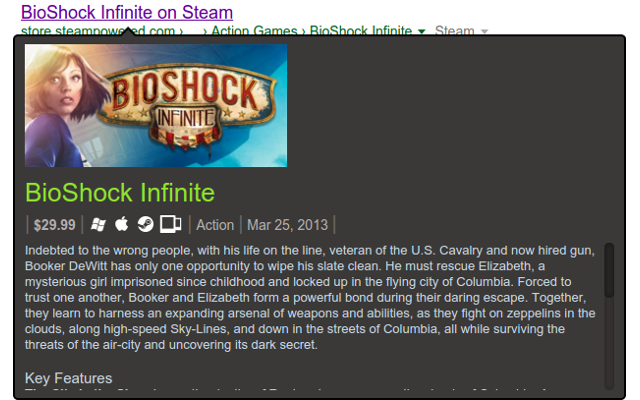 BioShock Infinite on Steam
store.steampowered.com › ... › Action Games › BioShock Infinite ▼ Steam ▼
BIOSHOCK
INFINITE
BioShock Infinite
| $29.99 | | Action | Mar 25, 2013 |
Indebted to the wrong people, with his life on the line, veteran of the U.S. Cavalry and now hired gun,
Booker DeWitt has only one opportunity to wipe his slate clean. He must rescue Elizabeth, a
mysterious girl imprisoned since childhood and locked up in the flying city of Columbia. Forced to
trust one another, Booker and Elizabeth form a powerful bond during their daring escape. Together,
they learn to harness an expanding arsenal of weapons and abilities, as they fight on zeppelins in the
clouds, along high-speed Sky-Lines, and down in the streets of Columbia, all while surviving the
threats of the air-city and uncovering its dark secret.
Key Features